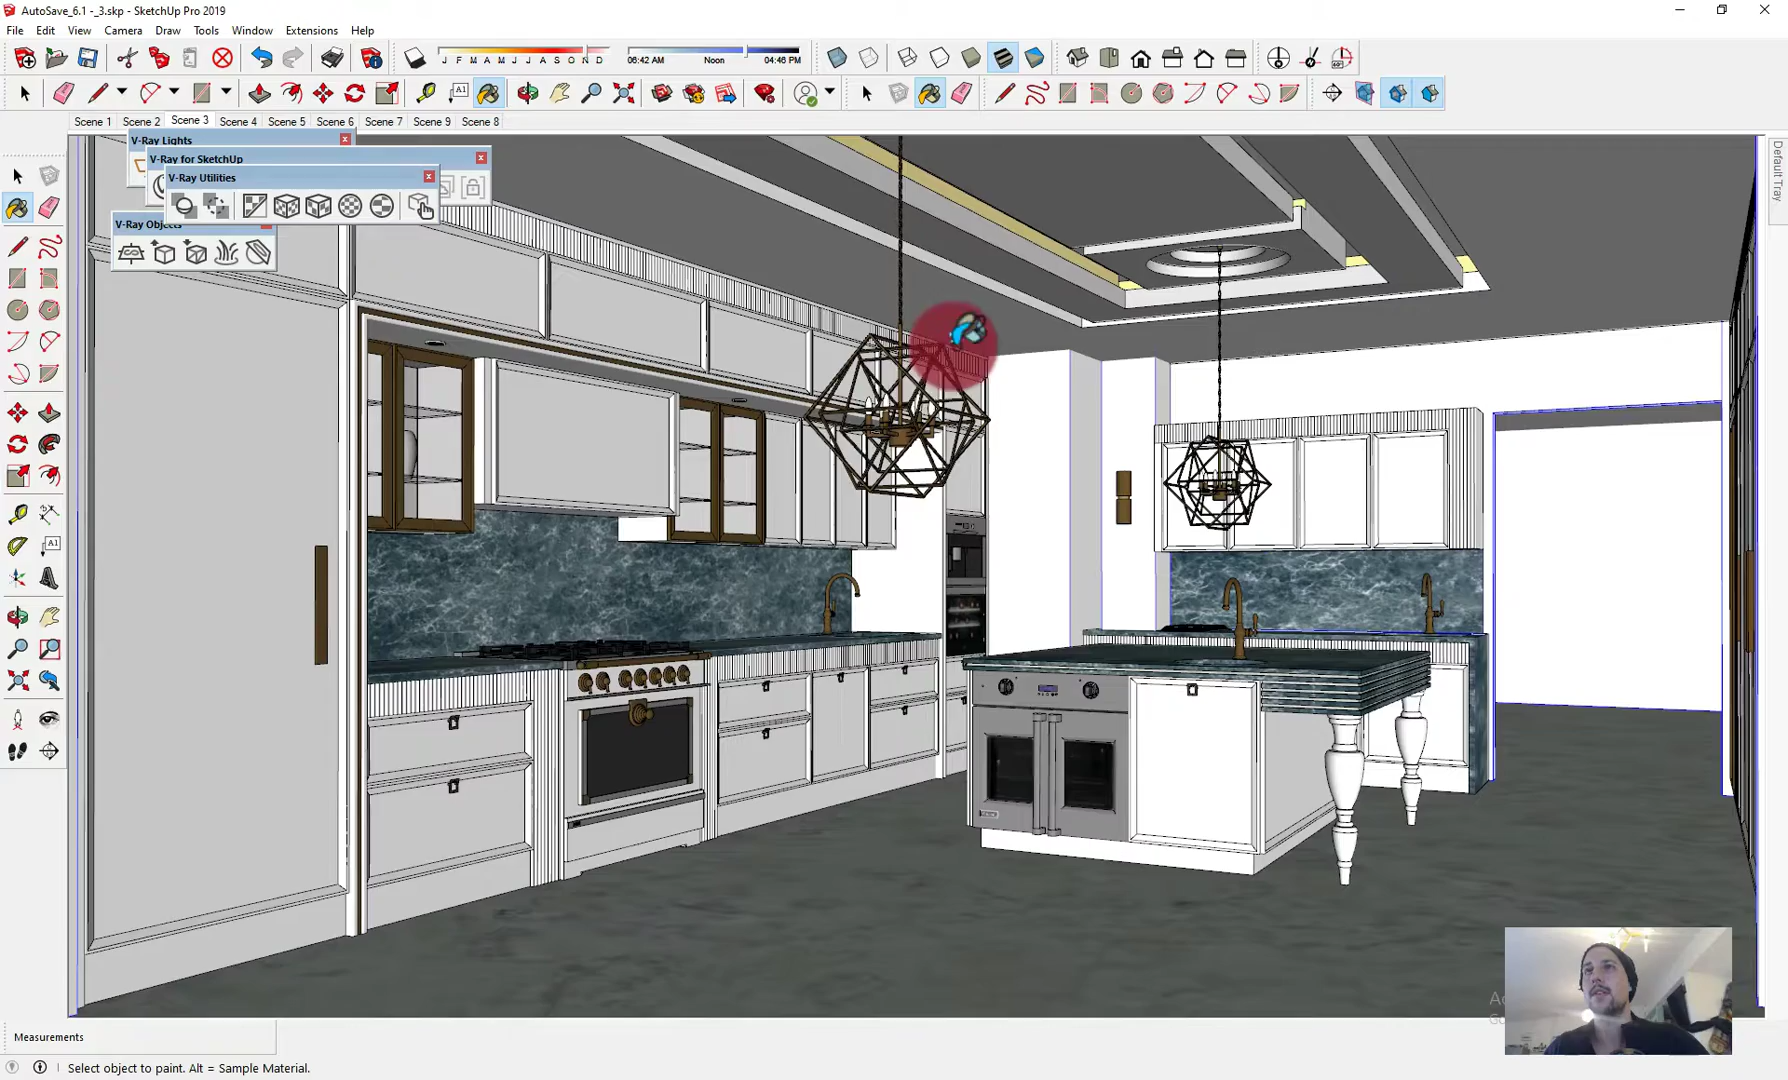 AutoSave_6.1 -_3.skp - SketchUp Pro 2019
File Edit View Camera Draw Tools Window Extensions Help
J F M A M J J A S O N D
06:42 AM Noon 04:46 PM
A1
Scene 1 Scene 2 Scene 3 Scene 4 Scene 5 Scene 6 Scene 7 Scene 9 Scene 8
V-Ray Lights
V-Ray for SketchUp
V-Ray Utilities
V-Ray Objects
Default Tray
A1
Measurements
Select object to paint. Alt = Sample Material.